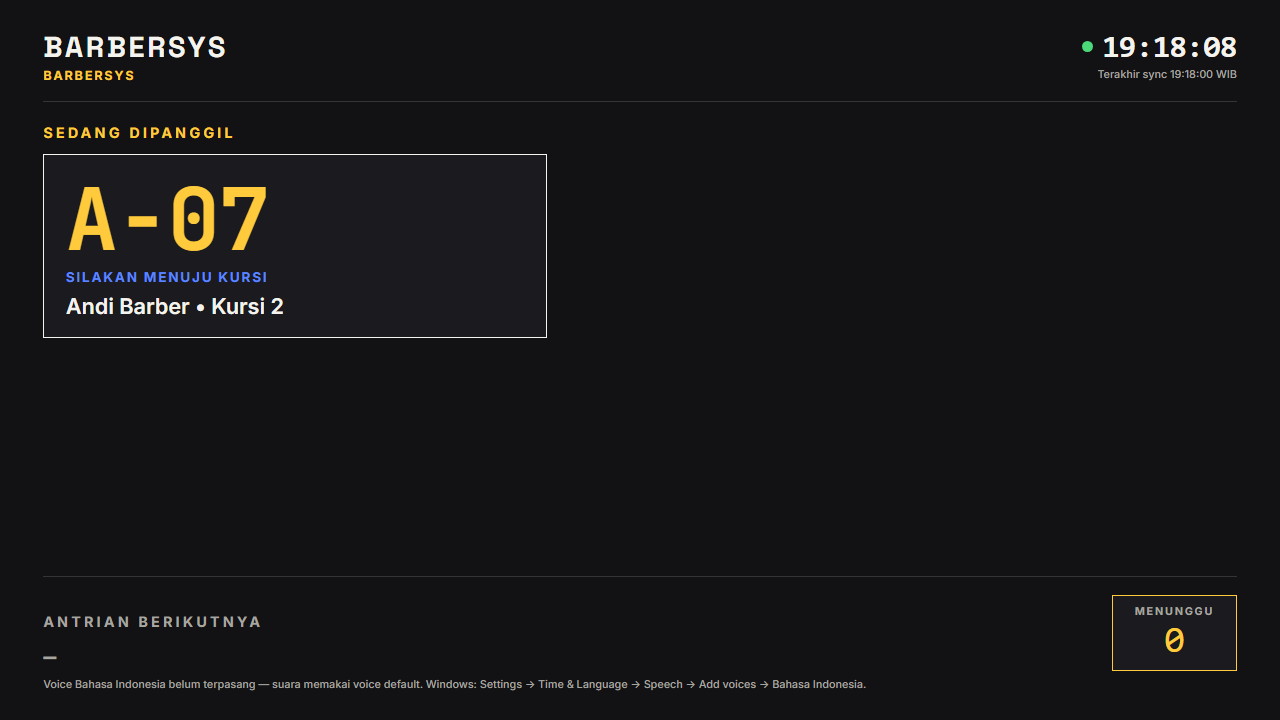 BARBERSYS
BARBERSYS
19:18:08
Terakhir sync 19:18:00 WIB
SEDANG DIPANGGIL
A-07
SILAKAN MENUJU KURSI
Andi Barber • Kursi 2
ANTRIAN BERIKUTNYA
—
MENUNGGU
0
Voice Bahasa Indonesia belum terpasang — suara memakai voice default. Windows: Settings → Time & Language → Speech → Add voices → Bahasa Indonesia.